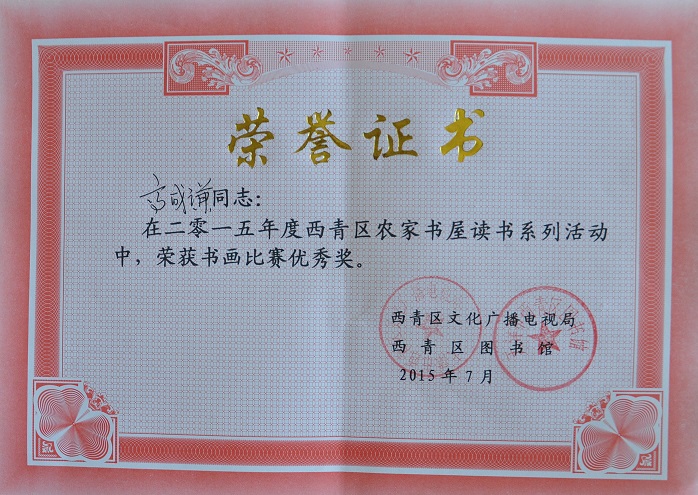 荣誉证书
高成谦同志：
在二零一五年度西青区农家书屋读书系列活动
中，荣获书画比赛优秀奖。
西青区文化广播电视局
西青区图书馆
2015年7月